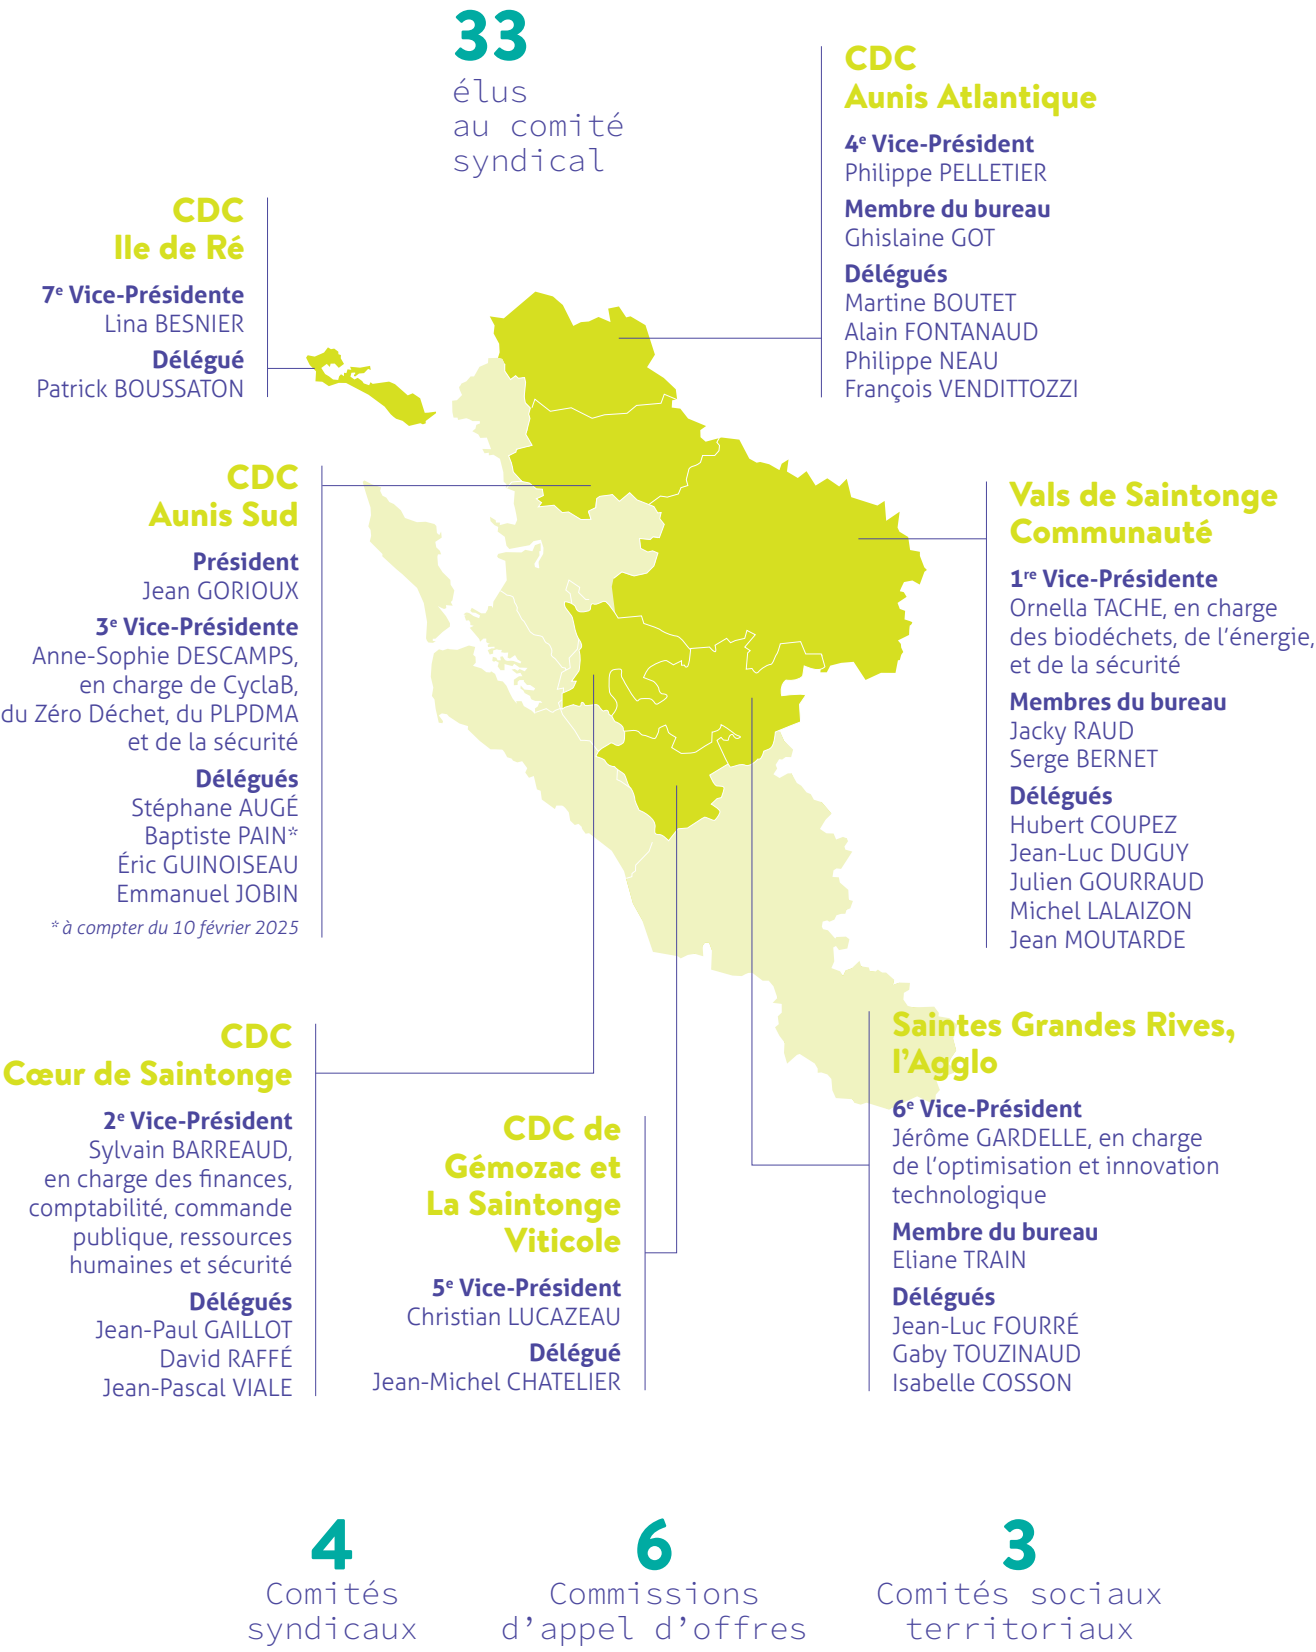 33
élus
au comité
syndical
CDC
Aunis Atlantique
4e Vice-Président
Philippe PELLETIER
Membre du bureau
Ghislaine GOT
Délégués
Martine BOUTET
Alain FONTANAUD
Philippe NEAU
François VENDITTOZZI
CDC
Ile de Ré
7e Vice-Présidente
Lina BESNIER
Délégué
Patrick BOUSSATON
CDC
Aunis Sud
Président
Jean GORIOUX
3e Vice-Présidente
Anne-Sophie DESCAMPS,
en charge de CyclaB,
du Zéro Déchet, du PLPDMA
et de la sécurité
Délégués
Stéphane AUGÉ
Baptiste PAIN*
Éric GUINOISEAU
Emmanuel JOBIN
* à compter du 10 février 2025
Vals de Saintonge
Communauté
1re Vice-Présidente
Ornella TACHE, en charge
des biodéchets, de l'énergie,
et de la sécurité
Membres du bureau
Jacky RAUD
Serge BERNET
Délégués
Hubert COUPEZ
Jean-Luc DUGUY
Julien GOURRAUD
Michel LALAIZON
Jean MOUTARDE
CDC
Cœur de Saintonge
2e Vice-Président
Sylvain BARREAUD,
en charge des finances,
comptabilité, commande
publique, ressources
humaines et sécurité
Délégués
Jean-Paul GAILLOT
David RAFFÉ
Jean-Pascal VIALE
CDC de
Gémozac et
La Saintonge
Viticole
5e Vice-Président
Christian LUCAZEAU
Délégué
Jean-Michel CHATELIER
Saintes Grandes Rives,
l'Agglo
6e Vice-Président
Jérôme GARDELLE, en charge
de l'optimisation et innovation
technologique
Membre du bureau
Eliane TRAIN
Délégués
Jean-Luc FOURRÉ
Gaby TOUZINAUD
Isabelle COSSON
4
Comités
syndicaux
6
Commissions
d'appel d'offres
3
Comités sociaux
territoriaux